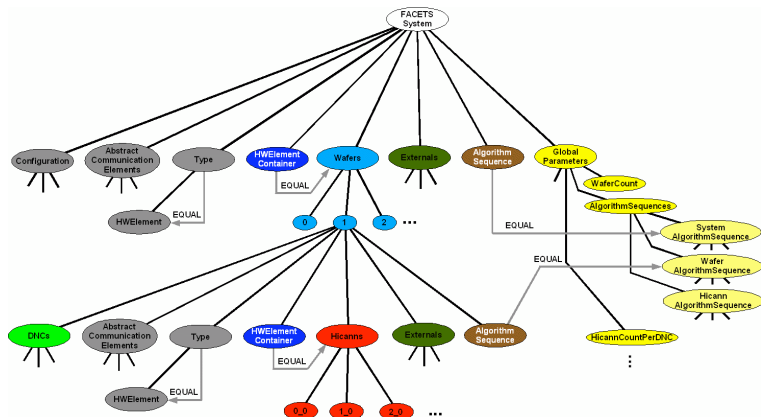 FACETS
System
Configuration
Abstract
Communication
Elements
Type
HWElement
Container
Wafers
Externals
Algorithm
Sequence
Global
Parameters
EQUAL
WaferCount
AlgorithmSequences
HWElement
EQUAL
0
1
2
...
EQUAL
System
AlgorithmSequence
EQUAL
Wafer
AlgorithmSequence
Hicann
AlgorithmSequence
DNCs
Abstract
Communication
Elements
Type
HWElement
Container
Hicanns
Externals
Algorithm
Sequence
HicannCountPerDNC
EQUAL
HWElement
EQUAL
0_0
1_0
2_0
...